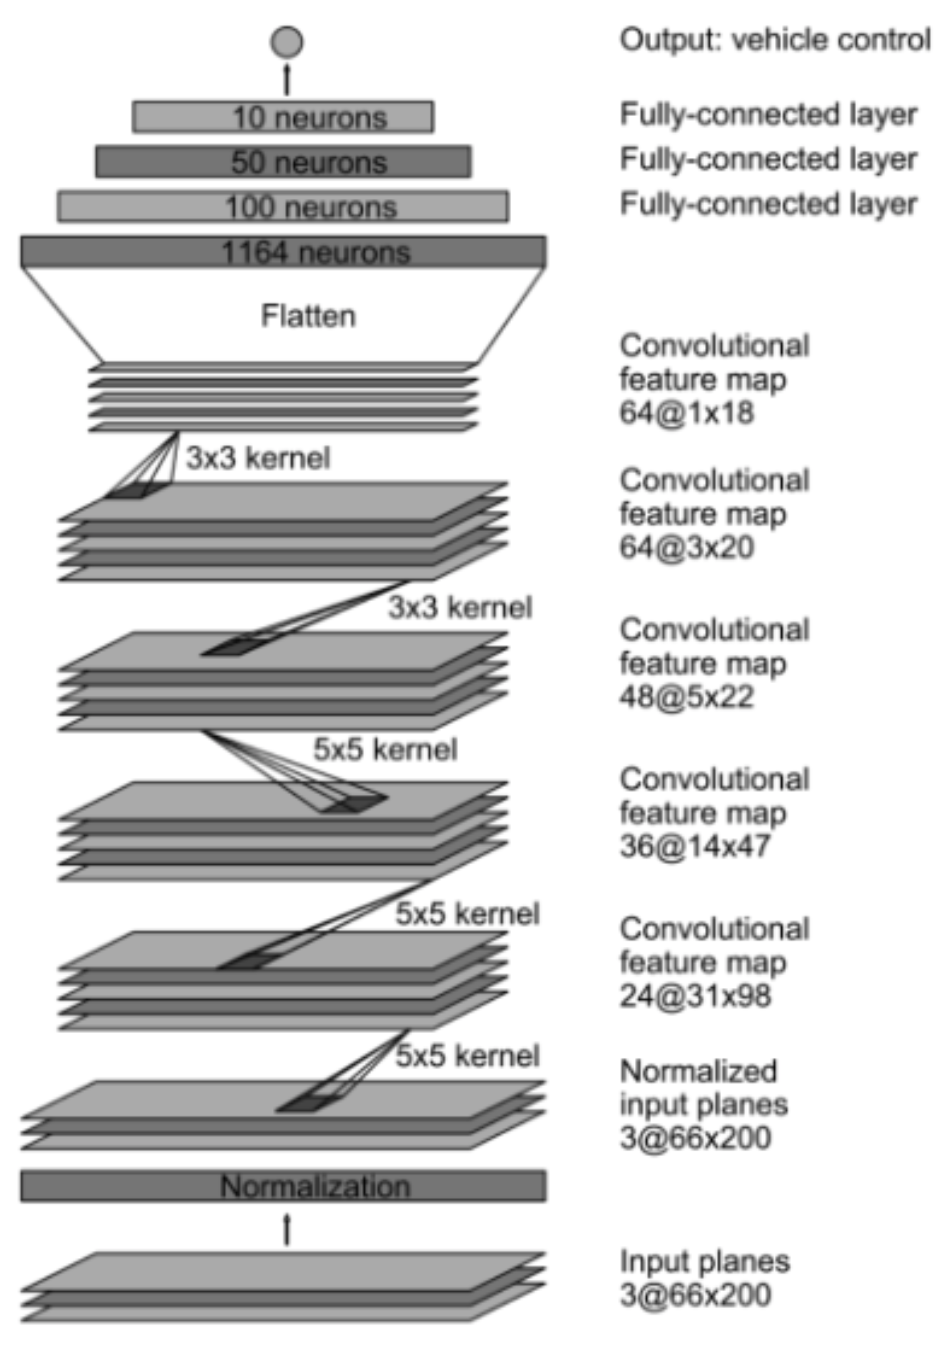 Output: vehicle control
10 neurons
Fully-connected layer
50 neurons
Fully-connected layer
100 neurons
Fully-connected layer
1164 neurons
Flatten
Convolutional
feature map
64@1x18
3x3 kernel
Convolutional
feature map
64@3x20
3x3 kernel
Convolutional
feature map
48@5x22
5x5 kernel
Convolutional
feature map
36@14x47
5x5 kernel
Convolutional
feature map
24@31x98
5x5 kernel
Normalized
input planes
3@66x200
Normalization
Input planes
3@66x200